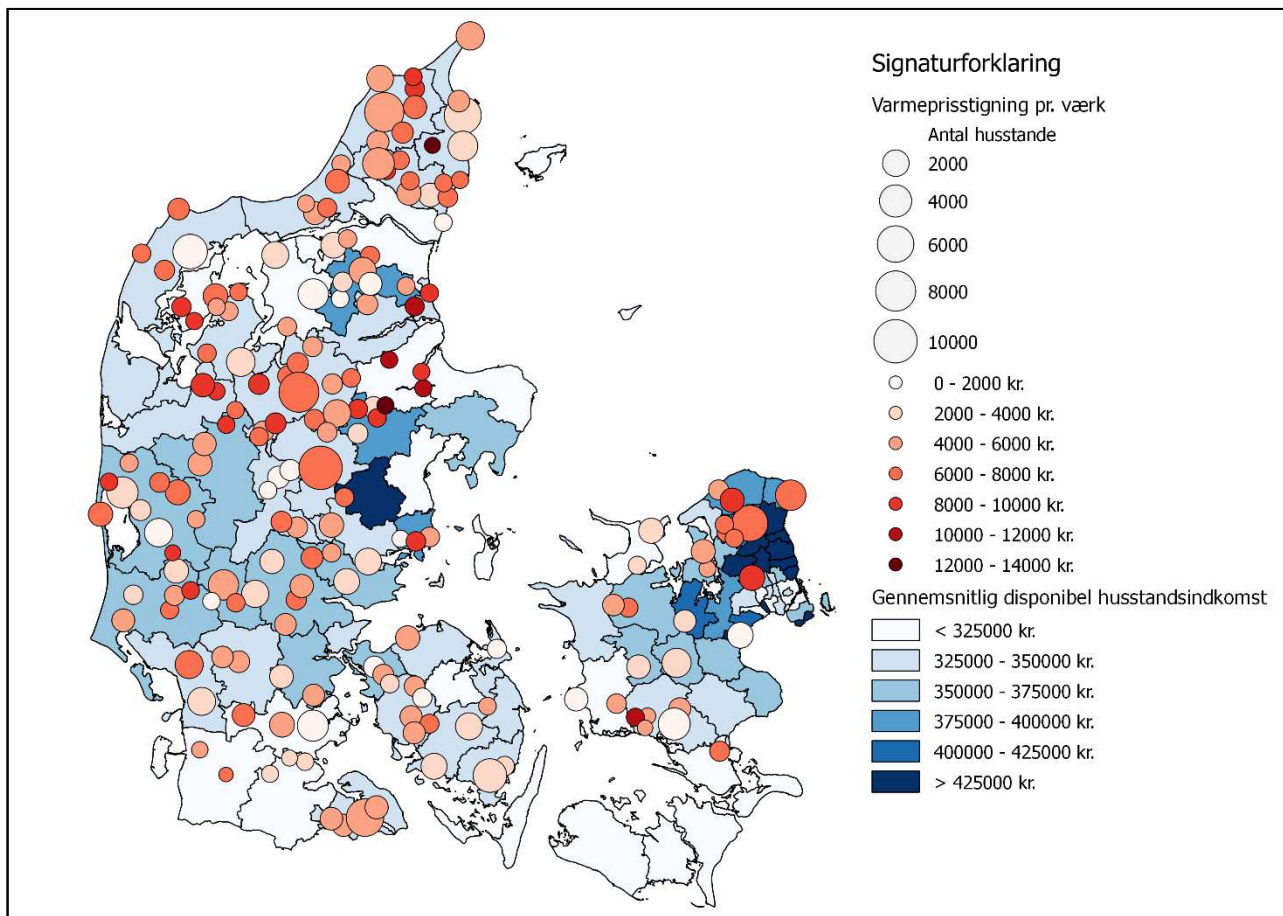 Signaturforklaring
Varmeprisstigning pr. værk
Antal husstande
2000
4000
6000
8000
10000
0 - 2000 kr.
2000 - 4000 kr.
4000 - 6000 kr.
6000 - 8000 kr.
8000 - 10000 kr.
10000 - 12000 kr.
12000 - 14000 kr.
Gennemsnitlig disponibel husstandsindkomst
< 325000 kr.
325000 - 350000 kr.
350000 - 375000 kr.
375000 - 400000 kr.
400000 - 425000 kr.
> 425000 kr.